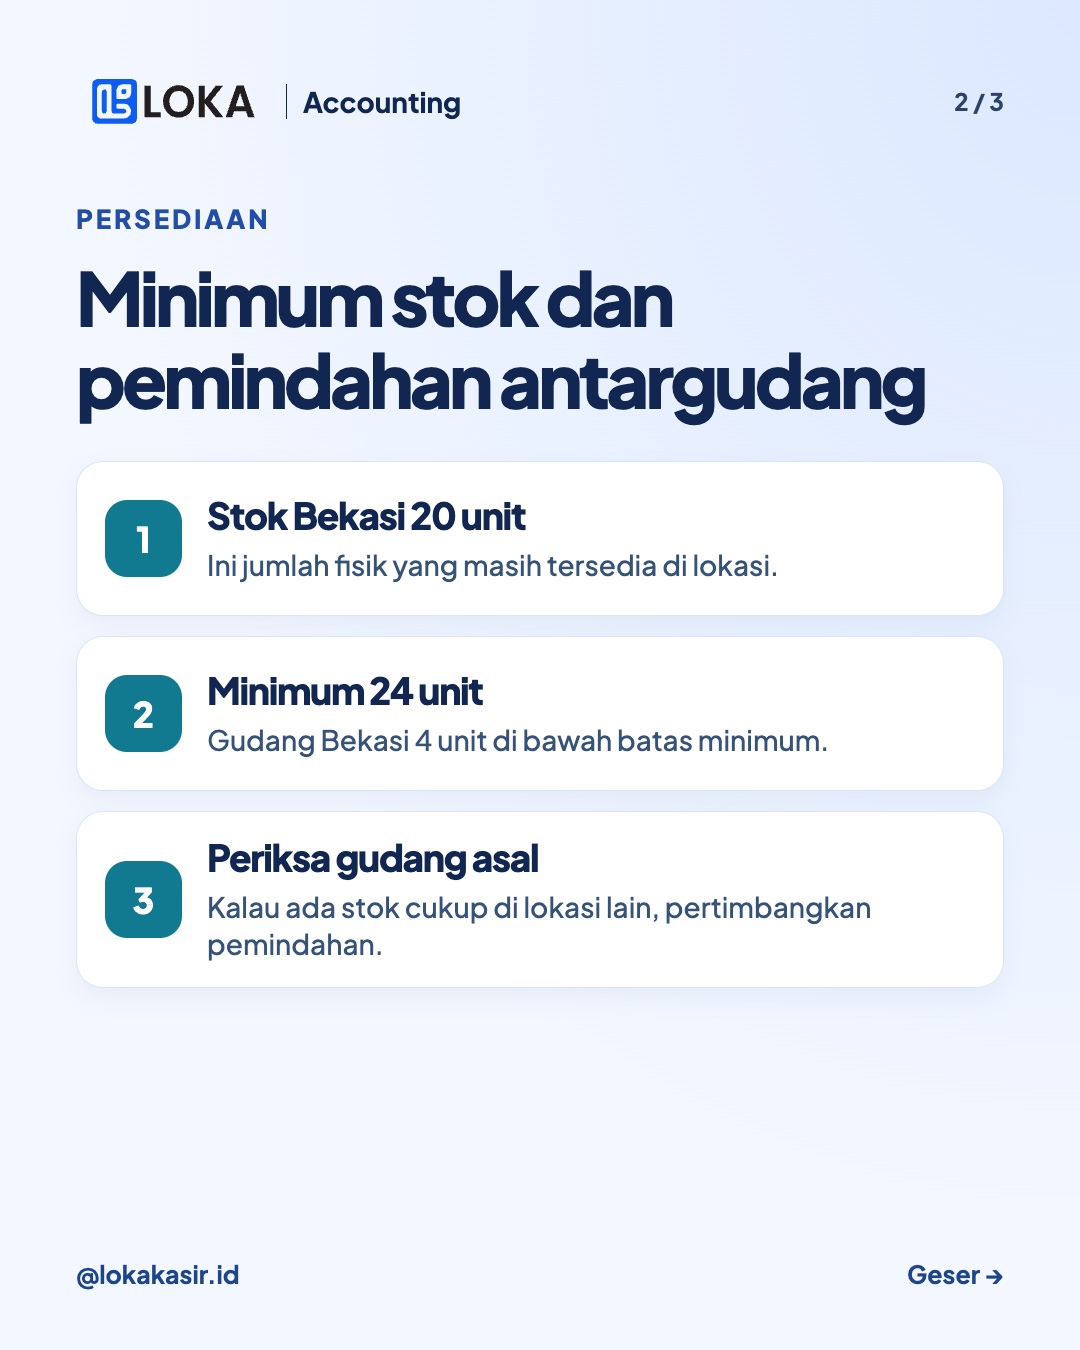 LOKA | Accounting
2 / 3
PERSEDIAAN
Minimum stok dan
pemindahan antargudang
1
Stok Bekasi 20 unit
Ini jumlah fisik yang masih tersedia di lokasi.
2
Minimum 24 unit
Gudang Bekasi 4 unit di bawah batas minimum.
3
Periksa gudang asal
Kalau ada stok cukup di lokasi lain, pertimbangkan
pemindahan.
@lokakasir.id
Geser →